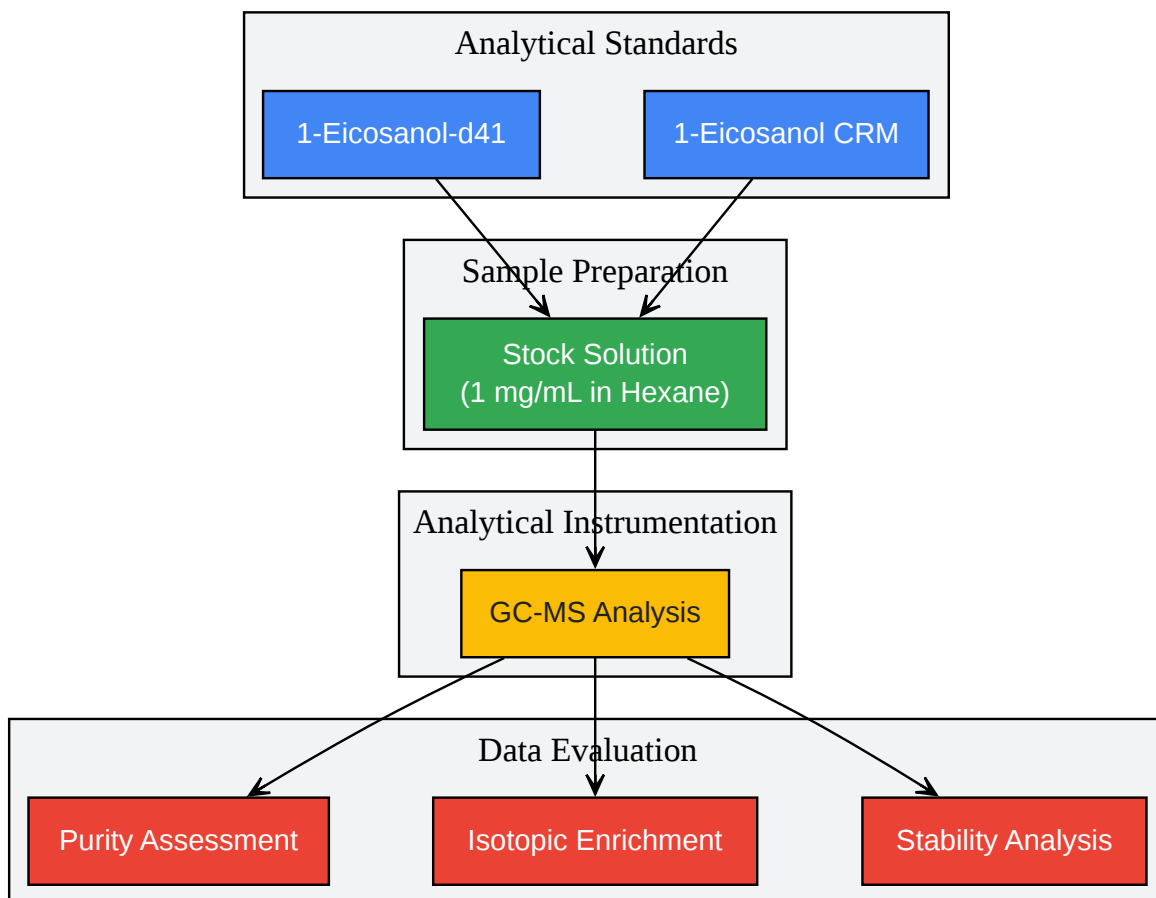 Analytical Standards
1-Eicosanol-d41
1-Eicosanol CRM
Sample Preparation
Stock Solution
(1 mg/mL in Hexane)
Analytical Instrumentation
GC-MS Analysis
Data Evaluation
Purity Assessment
Isotopic Enrichment
Stability Analysis